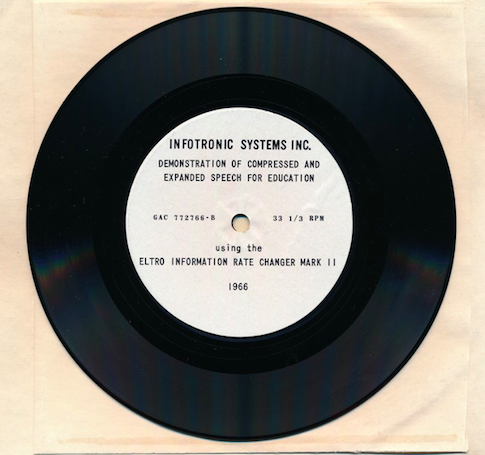 INFOTRONIC SYSTEMS INC.
DEMONSTRATION OF COMPRESSED AND
EXPANDED SPEECH FOR EDUCATION
GAC 772766-B 33 1/3 RPM
using the
ELTRO INFORMATION RATE CHANGER MARK II
1966